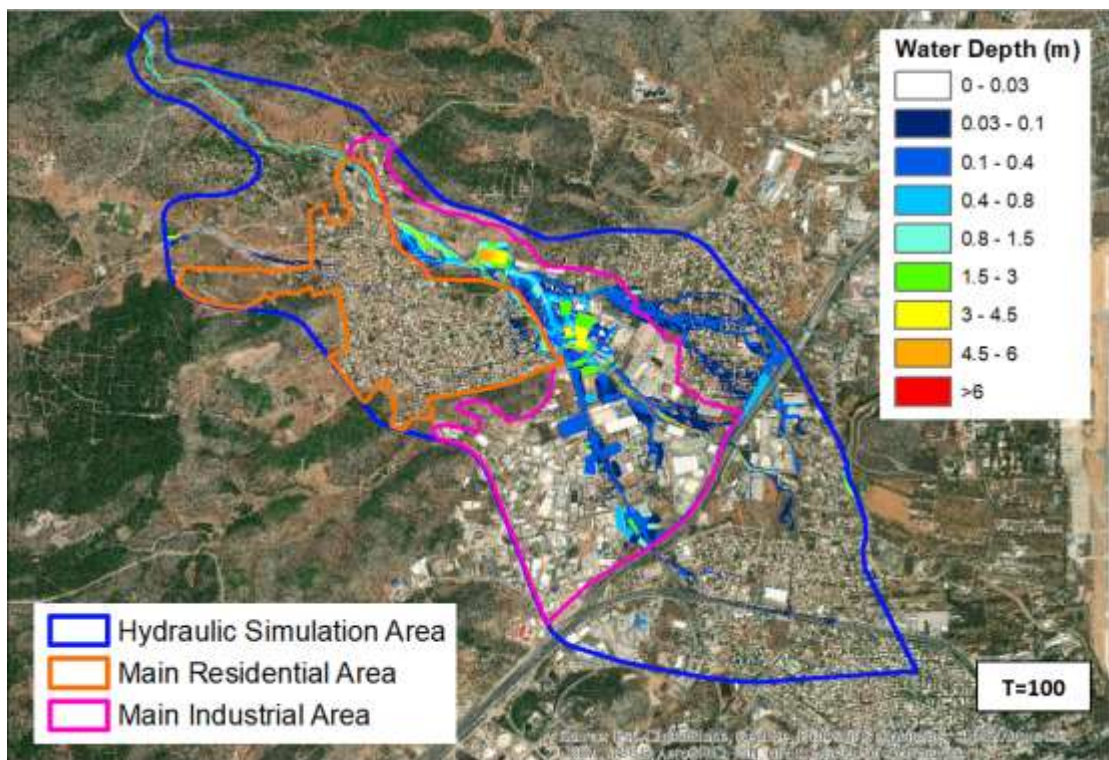 Water Depth (m)
0 - 0.03
0.03 - 0.1
0.1 - 0.4
0.4 - 0.8
0.8 - 1.5
1.5 - 3
3 - 4.5
4.5 - 6
>6
Hydraulic Simulation Area
Main Residential Area
Main Industrial Area
T=100